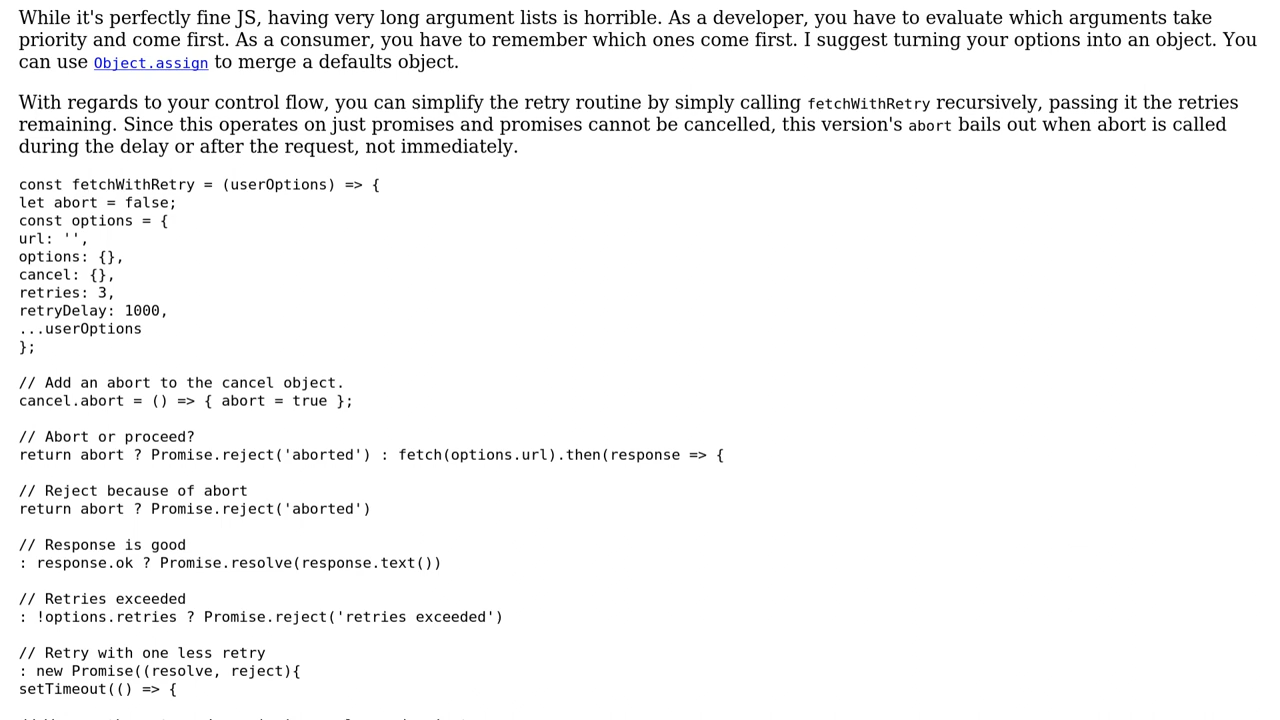 While it's perfectly fine JS, having very long argument lists is horrible. As a developer, you have to evaluate which arguments take
priority and come first. As a consumer, you have to remember which ones come first. I suggest turning your options into an object. You
can use Object.assign to merge a defaults object.
With regards to your control flow, you can simplify the retry routine by simply calling fetchWithRetry recursively, passing it the retries
remaining. Since this operates on just promises and promises cannot be cancelled, this version's abort bails out when abort is called
during the delay or after the request, not immediately.
const fetchWithRetry = (userOptions) => {
let abort = false;
const options = {
url: '',
options: {},
cancel: {},
retries: 3,
retryDelay: 1000,
...userOptions
};
// Add an abort to the cancel object.
cancel.abort = () => { abort = true };
// Abort or proceed?
return abort ? Promise.reject('aborted') : fetch(options.url).then(response => {
// Reject because of abort
return abort ? Promise.reject('aborted')
// Response is good
: response.ok ? Promise.resolve(response.text())
// Retries exceeded
: !options.retries ? Promise.reject('retries exceeded')
// Retry with one less retry
: new Promise((resolve, reject){
setTimeout(() => {